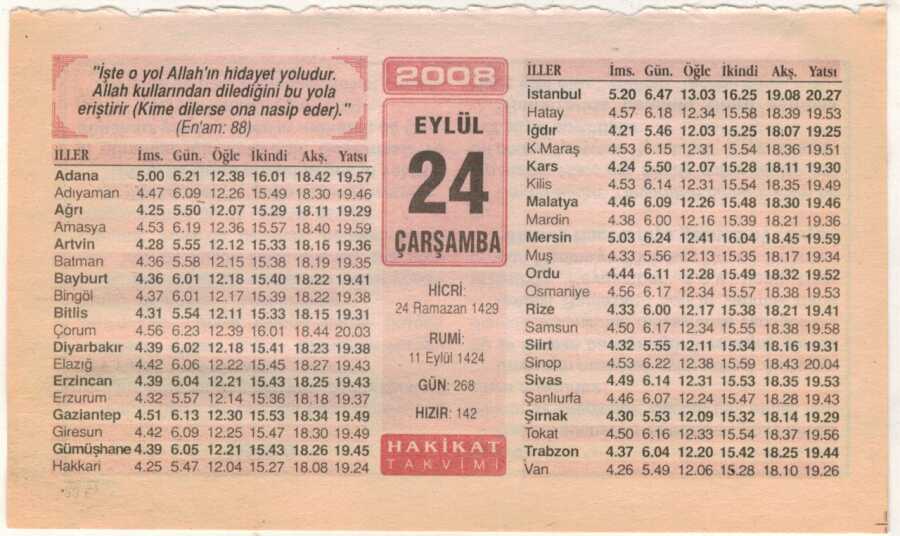 "İşte o yol Allah'ın hidayet yoludur.
Allah kullarından dilediğini bu yola
eriştirir (Kime dilerse ona nasip eder)."
(En'am: 88)
İLLER İms. Gün. Öğle İkindi Akş. Yatsı
Adana 5.00 6.21 12.38 16.01 18.42 19.57
Adıyaman 4.47 6.09 12.26 15.49 18.30 19.46
Ağrı 4.25 5.50 12.07 15.29 18.11 19.29
Amasya 4.53 6.19 12.36 15.57 18.40 19.59
Artvin 4.28 5.55 12.12 15.33 18.16 19.36
Batman 4.36 5.58 12.15 15.38 18.19 19.35
Bayburt 4.36 6.01 12.18 15.40 18.22 19.41
Bingöl 4.37 6.01 12.17 15.39 18.22 19.38
Bitlis 4.31 5.54 12.11 15.33 18.15 19.31
Çorum 4.56 6.23 12.39 16.01 18.44 20.03
Diyarbakır 4.39 6.02 12.18 15.41 18.23 19.38
Elazığ 4.42 6.06 12.22 15.45 18.27 19.43
Erzincan 4.39 6.04 12.21 15.43 18.25 19.43
Erzurum 4.32 5.57 12.14 15.36 18.18 19.37
Gaziantep 4.51 6.13 12.30 15.53 18.34 19.49
Giresun 4.42 6.09 12.25 15.47 18.30 19.49
Gümüşhane 4.39 6.05 12.21 15.43 18.26 19.45
Hakkari 4.25 5.47 12.04 15.27 18.08 19.24
2008
EYLÜL
24
ÇARŞAMBA
HİCRİ:
24 Ramazan 1429
RUMİ:
11 Eylül 1424
GÜN: 268
HIZIR: 142
HAKİKAT
TAKVİMİ
İLLER İms. Gün. Öğle İkindi Akş. Yatsı
İstanbul 5.20 6.47 13.03 16.25 19.08 20.27
Hatay 4.57 6.18 12.34 15.58 18.39 19.53
Iğdır 4.21 5.46 12.03 15.25 18.07 19.25
K.Maraş 4.53 6.15 12.31 15.54 18.36 19.51
Kars 4.24 5.50 12.07 15.28 18.11 19.30
Kilis 4.53 6.14 12.31 15.54 18.35 19.49
Malatya 4.46 6.09 12.26 15.48 18.30 19.46
Mardin 4.38 6.00 12.16 15.39 18.21 19.36
Mersin 5.03 6.24 12.41 16.04 18.45 19.59
Muş 4.33 5.56 12.13 15.35 18.17 19.34
Ordu 4.44 6.11 12.28 15.49 18.32 19.52
Osmaniye 4.56 6.17 12.34 15.57 18.38 19.53
Rize 4.33 6.00 12.17 15.38 18.21 19.41
Samsun 4.50 6.17 12.34 15.55 18.38 19.58
Siirt 4.32 5.55 12.11 15.34 18.16 19.31
Sinop 4.53 6.22 12.38 15.59 18.43 20.04
Sivas 4.49 6.14 12.31 15.53 18.35 19.53
Şanlıurfa 4.46 6.07 12.24 15.47 18.28 19.43
Şırnak 4.30 5.53 12.09 15.32 18.14 19.29
Tokat 4.50 6.16 12.33 15.54 18.37 19.56
Trabzon 4.37 6.04 12.20 15.42 18.25 19.44
Van 4.26 5.49 12.06 15.28 18.10 19.26